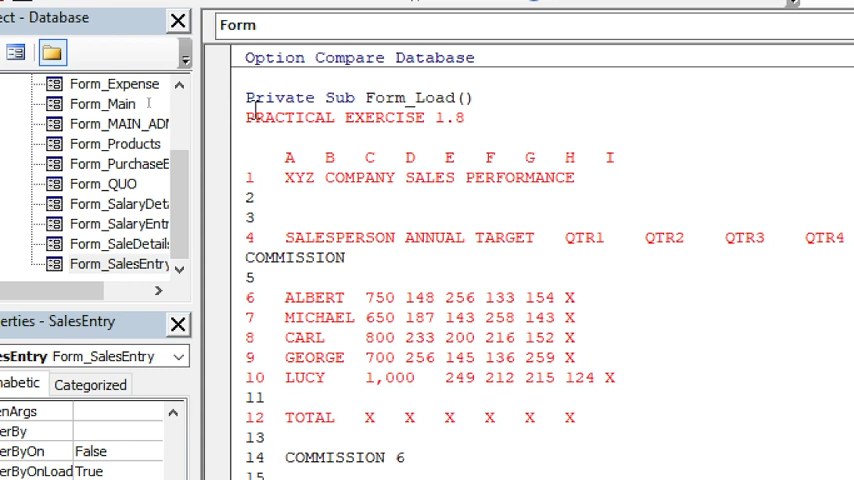 ect - Database
Form_Expense
Form_Main
Form_MAIN_ADM
Form_Products
Form_PurchaseE
Form_QUO
Form_SalaryDeta
Form_SalaryEntr
Form_SaleDetails
Form_SalesEntry
erties - SalesEntry
esEntry Form_SalesEntry
abetic Categorized
enArgs
erBy
erByOn False
erByOnLoad True
Form
Option Compare Database
Private Sub Form_Load()
PRACTICAL EXERCISE 1.8
A B C D E F G H I
1 XYZ COMPANY SALES PERFORMANCE
2
3
4 SALESPERSON ANNUAL TARGET QTR1 QTR2 QTR3 QTR4
COMMISSION
5
6 ALBERT 750 148 256 133 154 X
7 MICHAEL 650 187 143 258 143 X
8 CARL 800 233 200 216 152 X
9 GEORGE 700 256 145 136 259 X
10 LUCY 1,000 249 212 215 124 X
11
12 TOTAL X X X X X X
13
14 COMMISSION 6
15